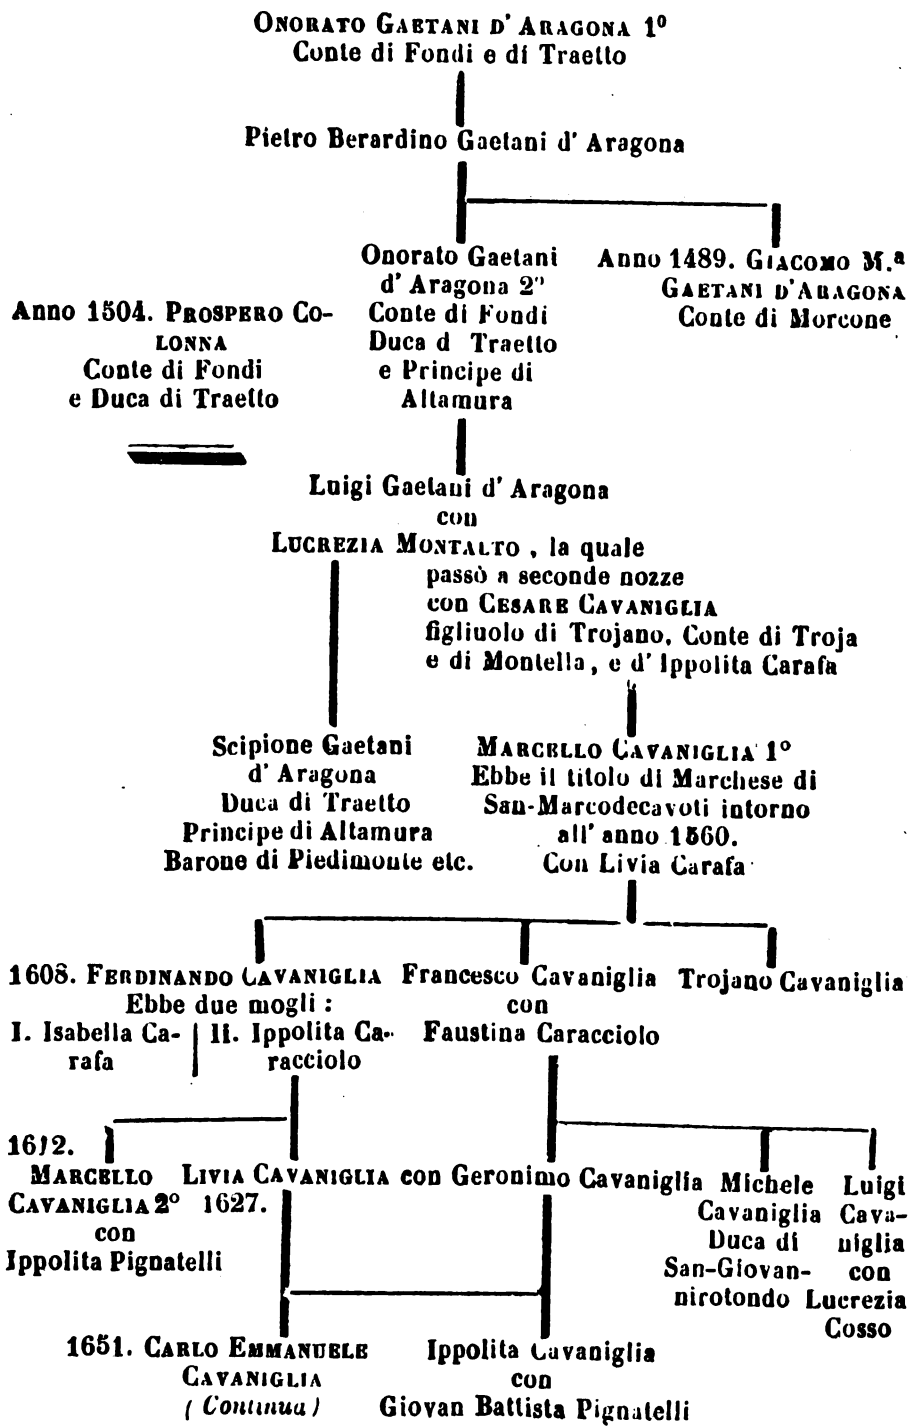 ONORATO GAETANI D' ARAGONA 1º
Conte di Fondi e di Traetto
Pietro Berardino Gaetani d' Aragona
Onorato Gaetani
d' Aragona 2º
Conte di Fondi
Duca d Traetto
e Principe di
Altamura
Anno 1489. GIACOMO M.ª
GAETANI D'ARAGONA
Conte di Morcone
Anno 1504. PROSPERO CO-
LONNA
Conte di Fondi
e Duca di Traetto
Luigi Gaetani d' Aragona
con
LUCREZIA MONTALTO , la quale
passò a seconde nozze
con CESARE CAVANIGLIA
figliuolo di Trojano, Conte di Troja
e di Montella, e d' Ippolita Carafa
Scipione Gaetani
d' Aragona
Duca di Traetto
Principe di Altamura
Barone di Piedimonte etc.
MARCELLO CAVANIGLIA 1º
Ebbe il titolo di Marchese di
San-Marcodecavoti intorno
all' anno 1560.
Con Livia Carafa
1608. FERDINANDO CAVANIGLIA
Ebbe due mogli :
I. Isabella Ca-
rafa
II. Ippolita Ca-
racciolo
Francesco Cavaniglia
con
Faustina Caracciolo
Trojano Cavaniglia
1612.
MARCELLO
CAVANIGLIA 2º
con
Ippolita Pignatelli
LIVIA CAVANIGLIA con Geronimo Cavaniglia
1627.
Michele
Cavaniglia
Duca di
San-Giovan-
nirotondo
Luigi
Cava-
niglia
con
Lucrezia
Cosso
1651. CARLO EMMANUELE
CAVANIGLIA
( Continua )
Ippolita Cavaniglia
con
Giovan Battista Pignatelli